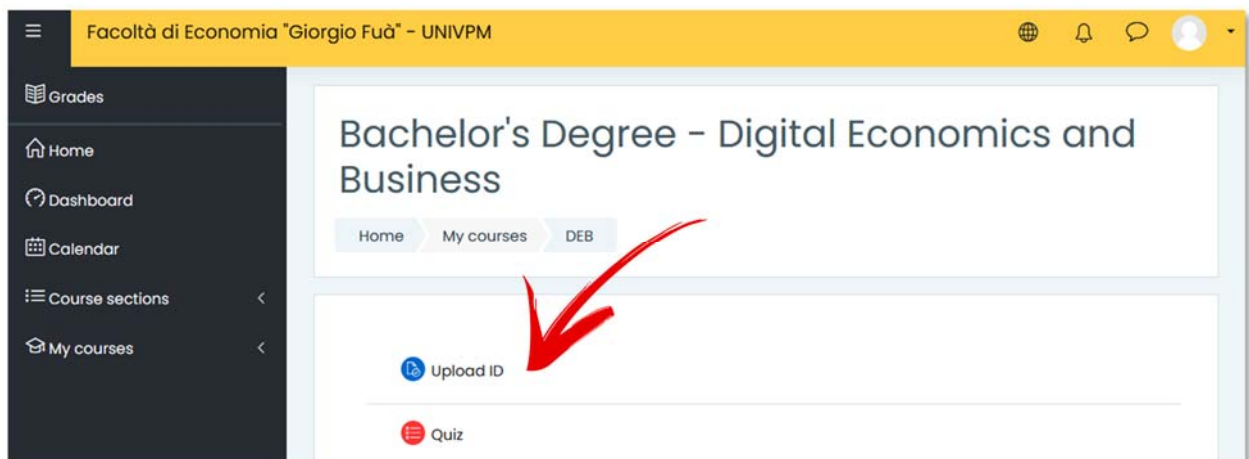 Facoltà di Economia "Giorgio Fuà" - UNIVPM
Grades
Home
Dashboard
Calendar
Course sections
My courses
Bachelor's Degree - Digital Economics and
Business
Home My courses DEB
Upload ID
Quiz